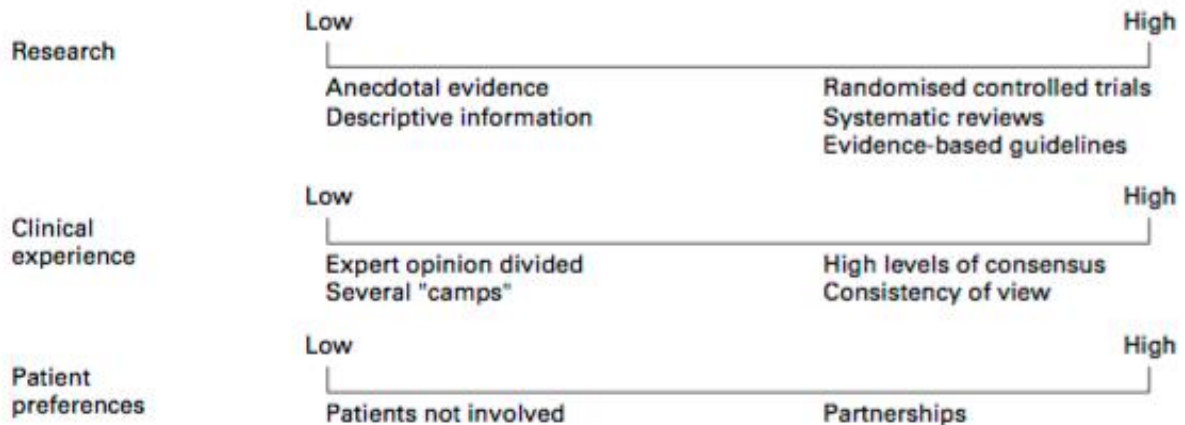 Low High
Research
Anecdotal evidence Randomised controlled trials
Descriptive information Systematic reviews
Evidence-based guidelines
Low High
Clinical
experience
Expert opinion divided High levels of consensus
Several "camps" Consistency of view
Low High
Patient
preferences
Patients not involved Partnerships